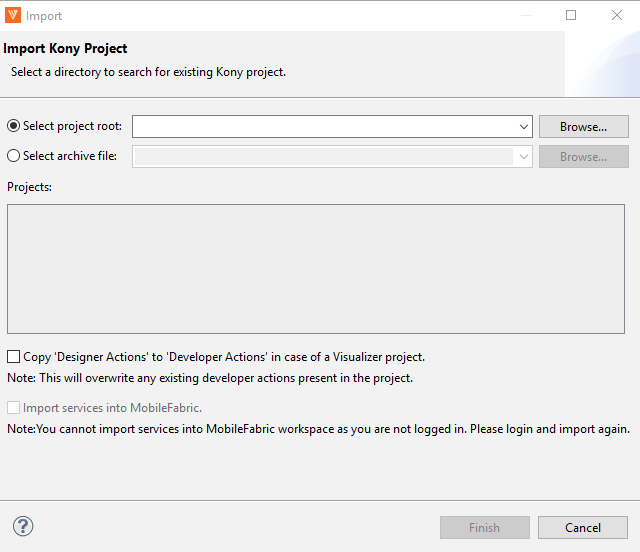 Import
Import Kony Project
Select a directory to search for existing Kony project.
Select project root:
Browse...
Select archive file:
Browse...
Projects:
Copy 'Designer Actions' to 'Developer Actions' in case of a Visualizer project.
Note: This will overwrite any existing developer actions present in the project.
Import services into MobileFabric.
Note:You cannot import services into MobileFabric workspace as you are not logged in. Please login and import again.
?
Finish
Cancel